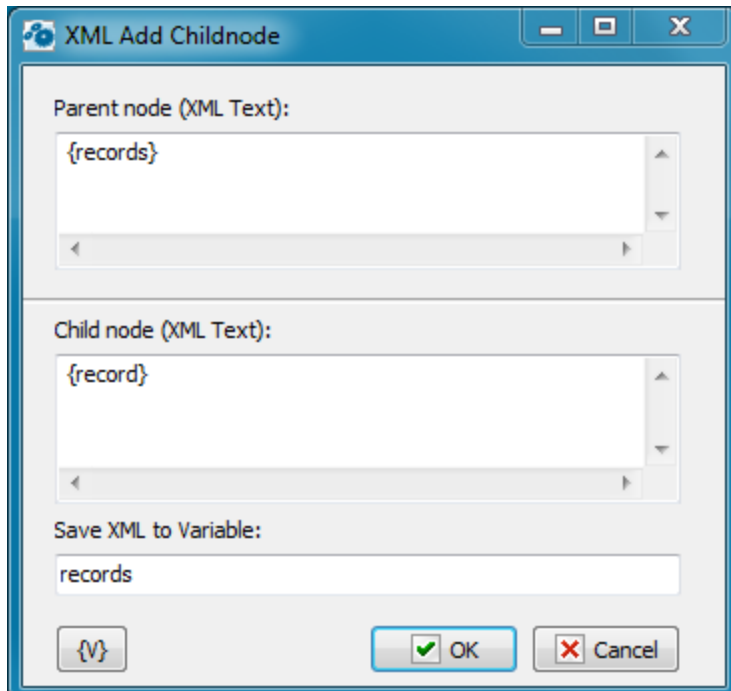 XML Add Childnode
Parent node (XML Text):
{records}
Child node (XML Text):
{record}
Save XML to Variable:
records
{V} OK Cancel